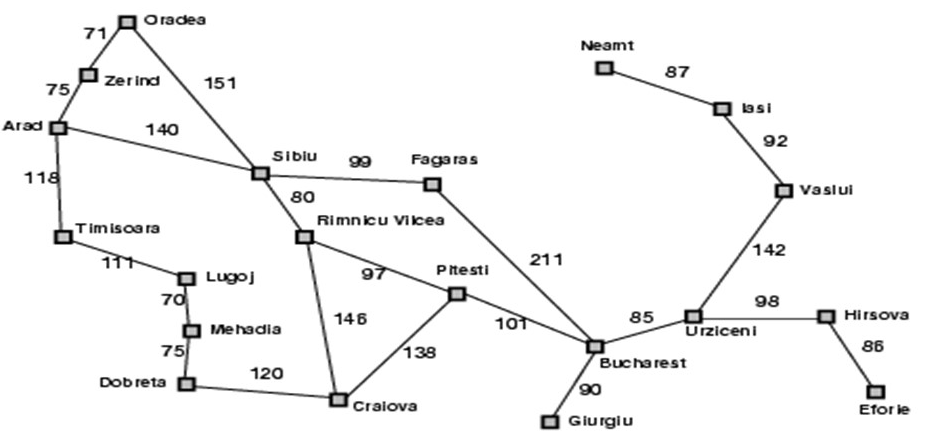 Oradea
71
Neamt
87
Zerind
75
151
Iasi
Arad
140
92
Sibiu
99
Fagaras
118
80
Vaslui
Timisoara
Rimnicu Vilcea
142
111
97
Pitesti
211
Lugoj
70
98
Hirsova
146
101
85
Urziceni
Mehadia
75
138
86
Bucharest
Dobreta
120
90
Craiova
Eforie
Giurgiu